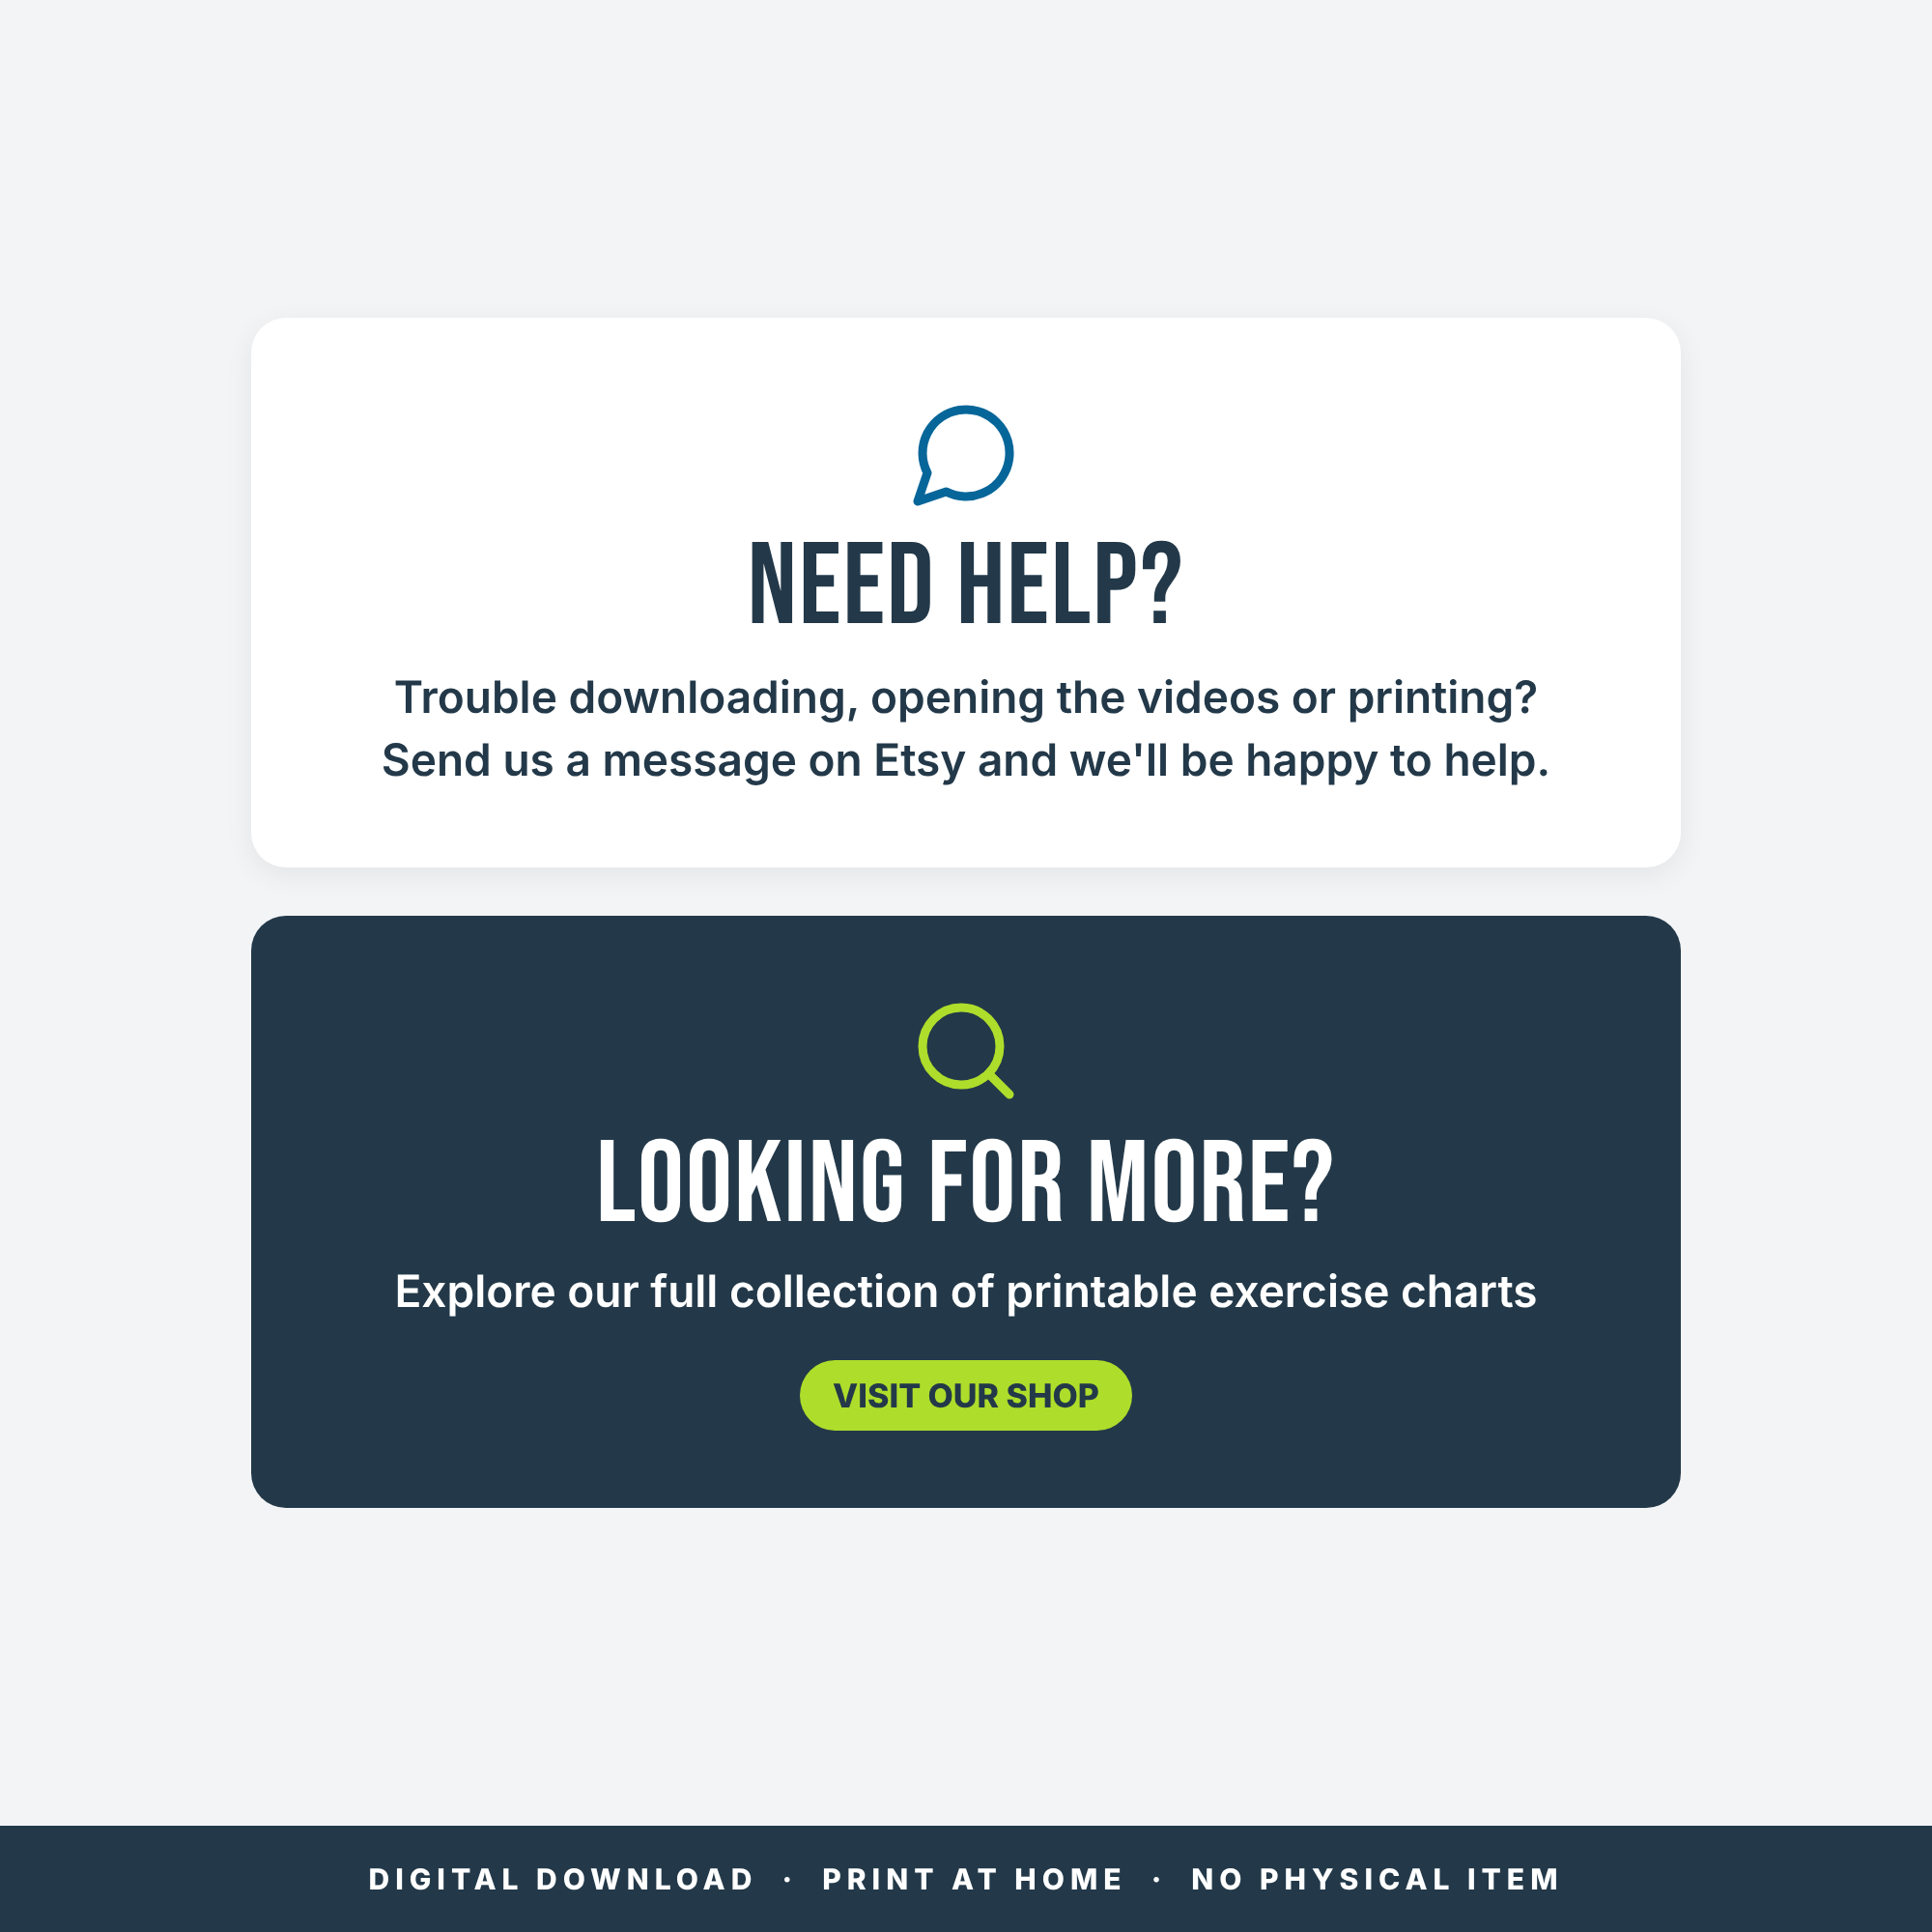 NEED HELP?
Trouble downloading, opening the videos or printing?
Send us a message on Etsy and we'll be happy to help.
LOOKING FOR MORE?
Explore our full collection of printable exercise charts
VISIT OUR SHOP
DIGITAL DOWNLOAD · PRINT AT HOME · NO PHYSICAL ITEM